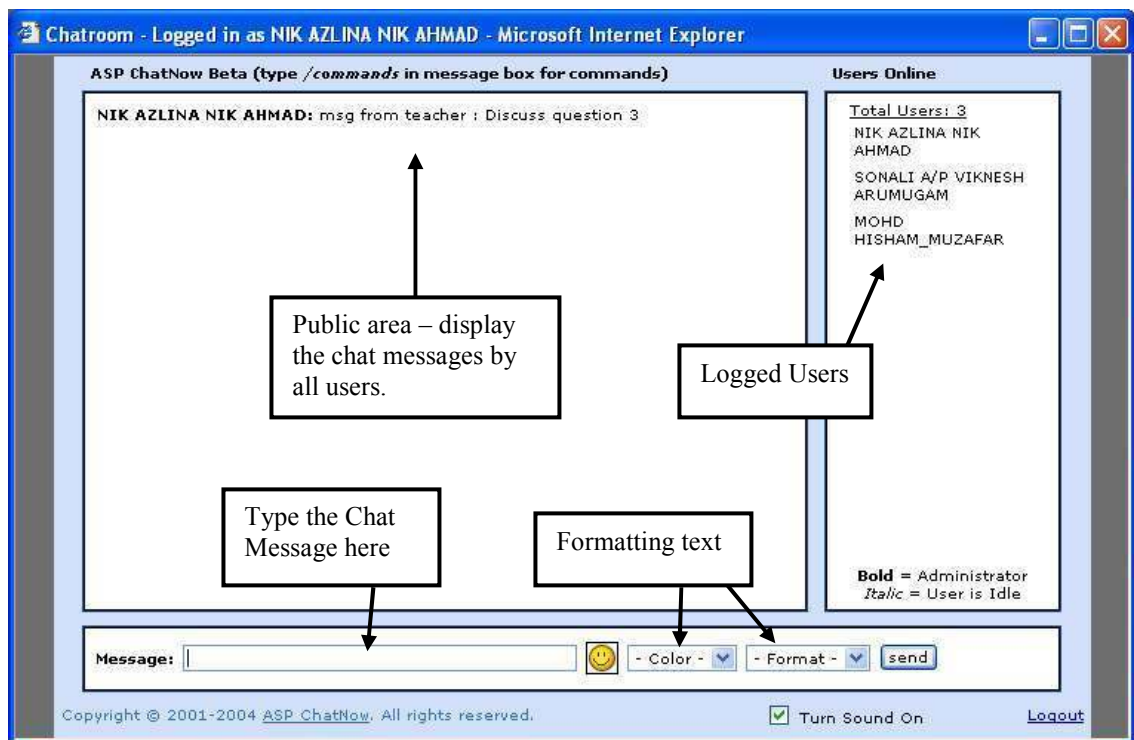 Chatroom - Logged in as NIK AZLINA NIK AHMAD - Microsoft Internet Explorer
ASP ChatNow Beta (type /commands in message box for commands)
Users Online
NIK AZLINA NIK AHMAD: msg from teacher : Discuss question 3
Total Users: 3
NIK AZLINA NIK
AHMAD
SONALI A/P VIKNESH
ARUMUGAM
MOHD
HISHAM_MUZAFAR
Public area – display
the chat messages by
all users.
Logged Users
Type the Chat
Message here
Formatting text
Bold = Administrator
Italic = User is Idle
Message:
- Color -
- Format -
send
Copyright © 2001-2004 ASP ChatNow. All rights reserved.
Turn Sound On
Logout